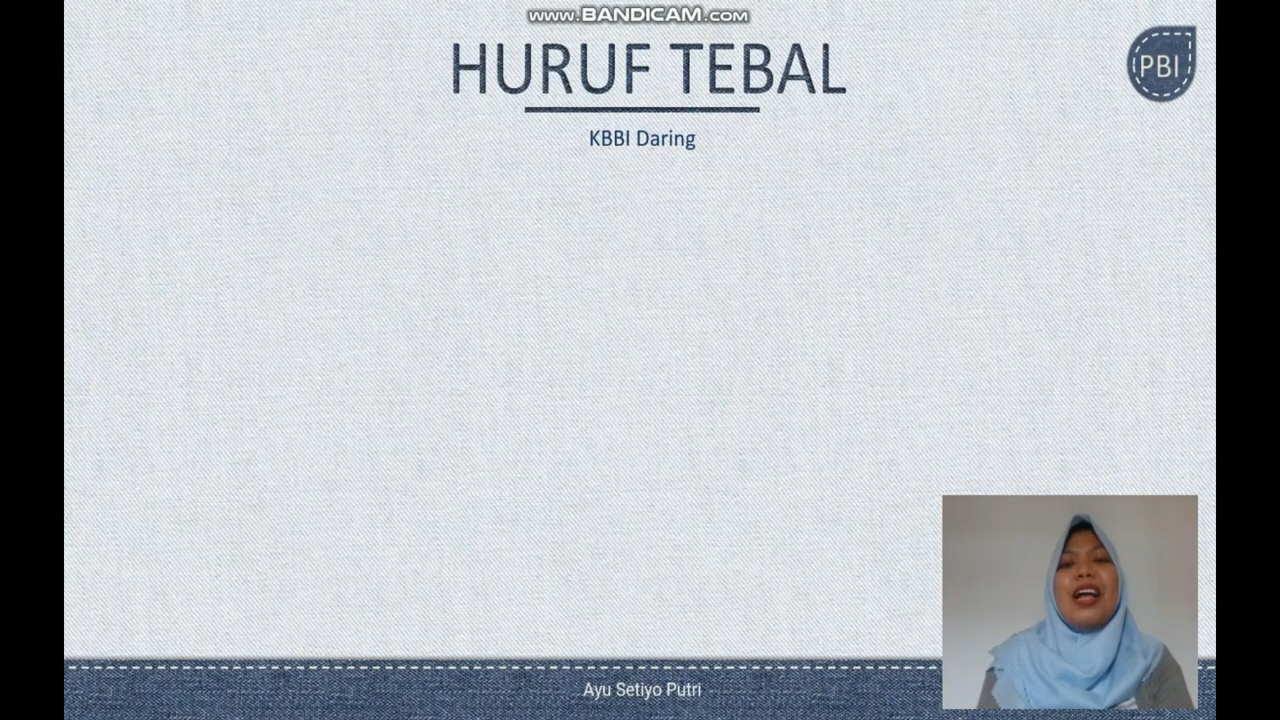 www.BANDICAM.com
HURUF TEBAL
PBI
KBBI Daring
Ayu Setiyo Putri